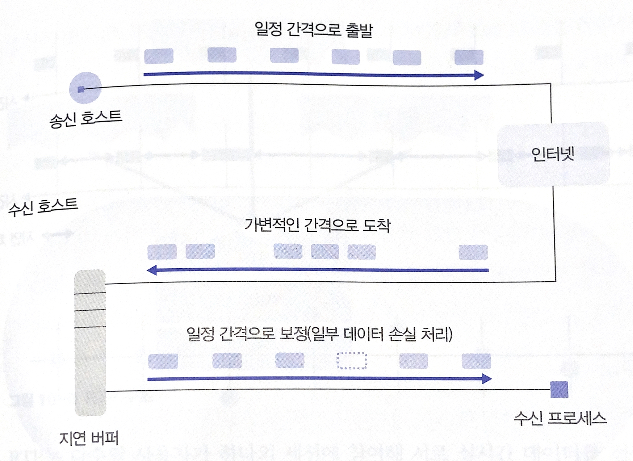 일정 간격으로 출발
송신 호스트
인터넷
수신 호스트
가변적인 간격으로 도착
일정 간격으로 보정(일부 데이터 손실 처리)
수신 프로세스
지연 버퍼